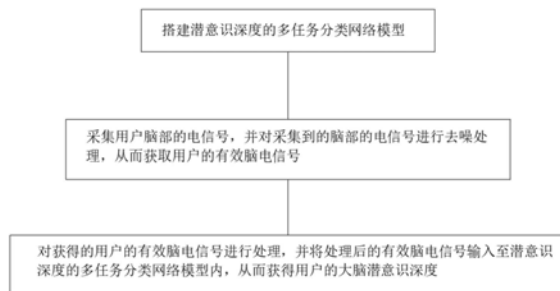 搭建潜意识深度的多任务分类网络模型
采集用户脑部的电信号，并对采集到的脑部的电信号进行去噪处
理，从而获取用户的有效脑电信号
对获得的用户的有效脑电信号进行处理，并将处理后的有效脑电信号输入至潜意识
深度的多任务分类网络模型内，从而获得用户的大脑潜意识深度